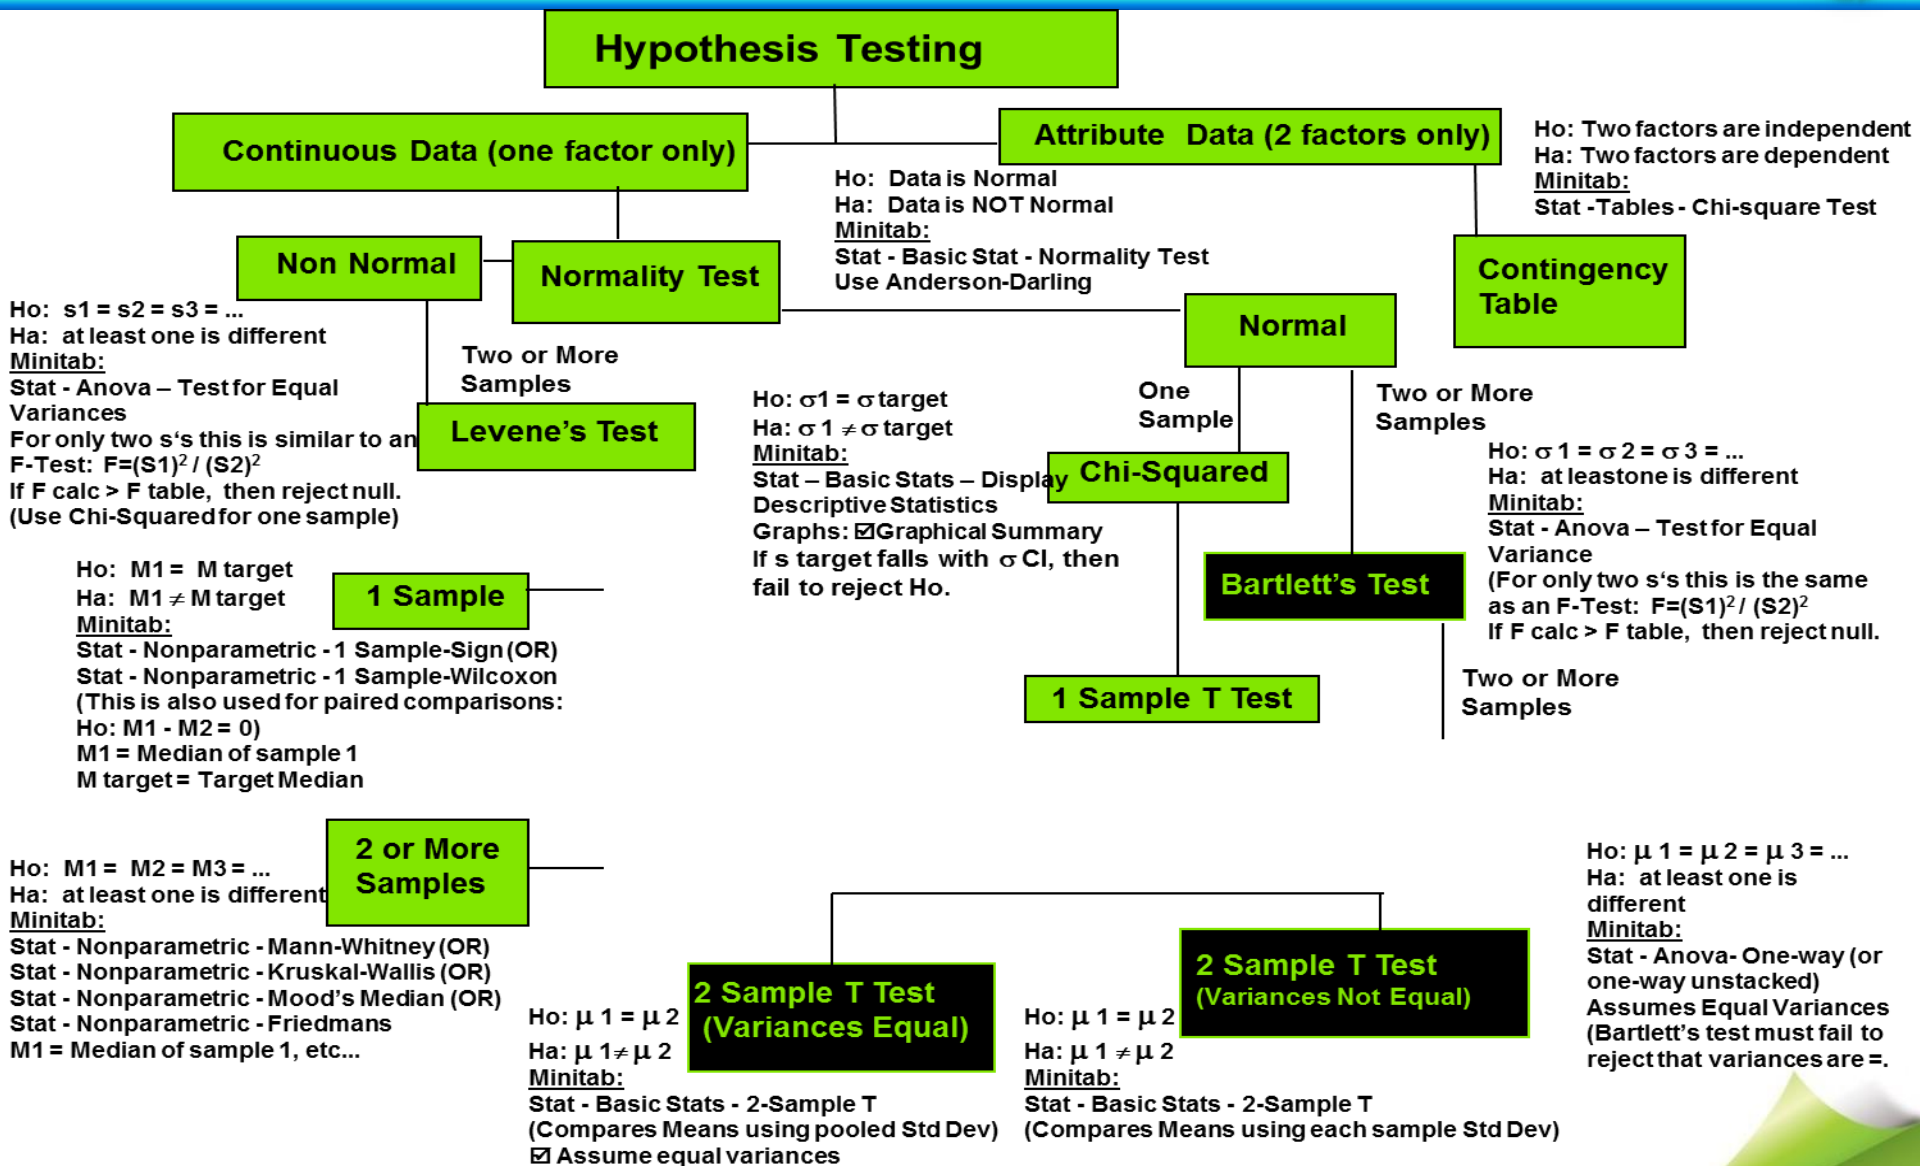 Hypothesis Testing
Continuous Data (one factor only)
Attribute Data (2 factors only)
Ho: Two factors are independent
Ha: Two factors are dependent
Minitab:
Stat -Tables - Chi-square Test
Ho: Data is Normal
Ha: Data is NOT Normal
Minitab:
Stat - Basic Stat - Normality Test
Use Anderson-Darling
Non Normal
Normality Test
Contingency
Table
Normal
Ho: s1 = s2 = s3 = ...
Ha: at least one is different
Minitab:
Stat - Anova – Test for Equal
Variances
For only two s‘s this is similar to an
F-Test: F=(S1)² / (S2)²
If F calc > F table, then reject null.
(Use Chi-Squared for one sample)
Two or More
Samples
Levene’s Test
Ho: σ1 = σ target
Ha: σ 1 ≠ σ target
Minitab:
Stat – Basic Stats – Display
Descriptive Statistics
Graphs: ☑Graphical Summary
If s target falls with σ CI, then
fail to reject Ho.
One
Sample
Chi-Squared
Two or More
Samples
Ho: σ 1 = σ 2 = σ 3 = ...
Ha: at leastone is different
Minitab:
Stat - Anova – Test for Equal
Variance
(For only two s‘s this is the same
as an F-Test: F=(S1)² / (S2)²
If F calc > F table, then reject null.
Bartlett’s Test
Two or More
Samples
1 Sample T Test
Ho: M1 = M target
Ha: M1 ≠ M target
Minitab:
Stat - Nonparametric - 1 Sample-Sign (OR)
Stat - Nonparametric - 1 Sample-Wilcoxon
(This is also used for paired comparisons:
Ho: M1 - M2 = 0)
M1 = Median of sample 1
M target = Target Median
1 Sample
2 or More
Samples
Ho: M1 = M2 = M3 = ...
Ha: at least one is different
Minitab:
Stat - Nonparametric - Mann-Whitney (OR)
Stat - Nonparametric - Kruskal-Wallis (OR)
Stat - Nonparametric - Mood’s Median (OR)
Stat - Nonparametric - Friedmans
M1 = Median of sample 1, etc...
2 Sample T Test
(Variances Equal)
Ho: μ 1 = μ 2
Ha: μ 1≠ μ 2
Minitab:
Stat - Basic Stats - 2-Sample T
(Compares Means using pooled Std Dev)
☑ Assume equal variances
2 Sample T Test
(Variances Not Equal)
Ho: μ 1 = μ 2
Ha: μ 1 ≠ μ 2
Minitab:
Stat - Basic Stats - 2-Sample T
(Compares Means using each sample Std Dev)
Ho: μ 1 = μ 2 = μ 3 = ...
Ha: at least one is
different
Minitab:
Stat - Anova- One-way (or
one-way unstacked)
Assumes Equal Variances
(Bartlett’s test must fail to
reject that variances are =.